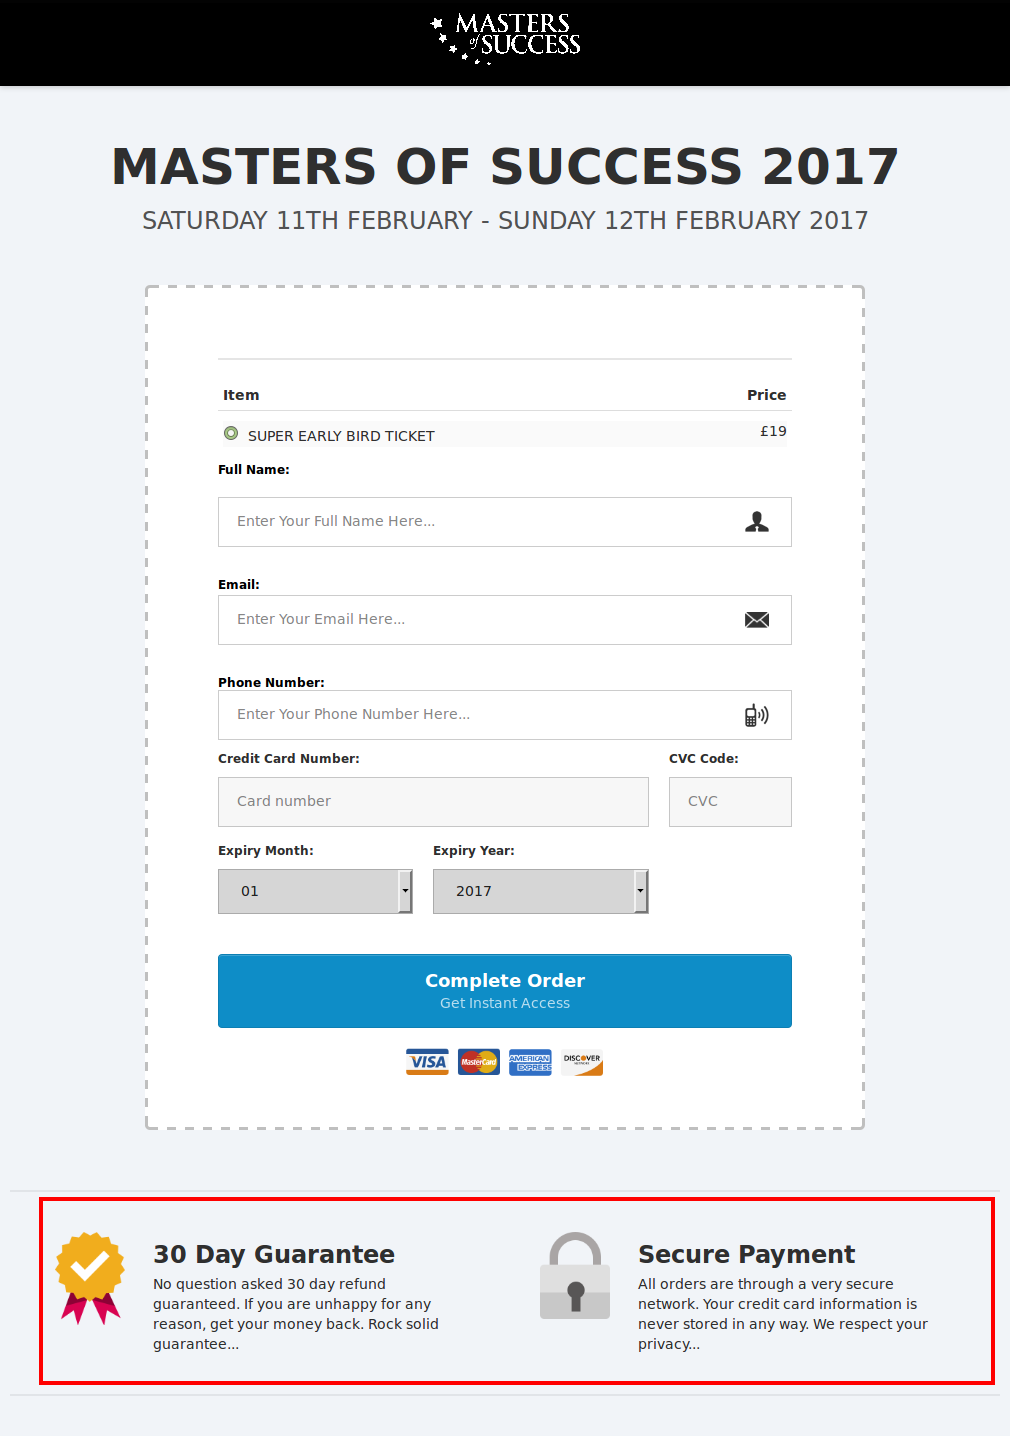 MASTERS
of SUCCESS
MASTERS OF SUCCESS 2017
SATURDAY 11TH FEBRUARY - SUNDAY 12TH FEBRUARY 2017
Item Price
SUPER EARLY BIRD TICKET £19
Full Name:
Enter Your Full Name Here...
Email:
Enter Your Email Here...
Phone Number:
Enter Your Phone Number Here...
Credit Card Number: CVC Code:
Card number CVC
Expiry Month: Expiry Year:
01 2017
Complete Order
Get Instant Access
VISA MasterCard AMERICAN EXPRESS DISCOVER NETWORK
30 Day Guarantee
No question asked 30 day refund
guaranteed. If you are unhappy for any
reason, get your money back. Rock solid
guarantee...
Secure Payment
All orders are through a very secure
network. Your credit card information is
never stored in any way. We respect your
privacy...